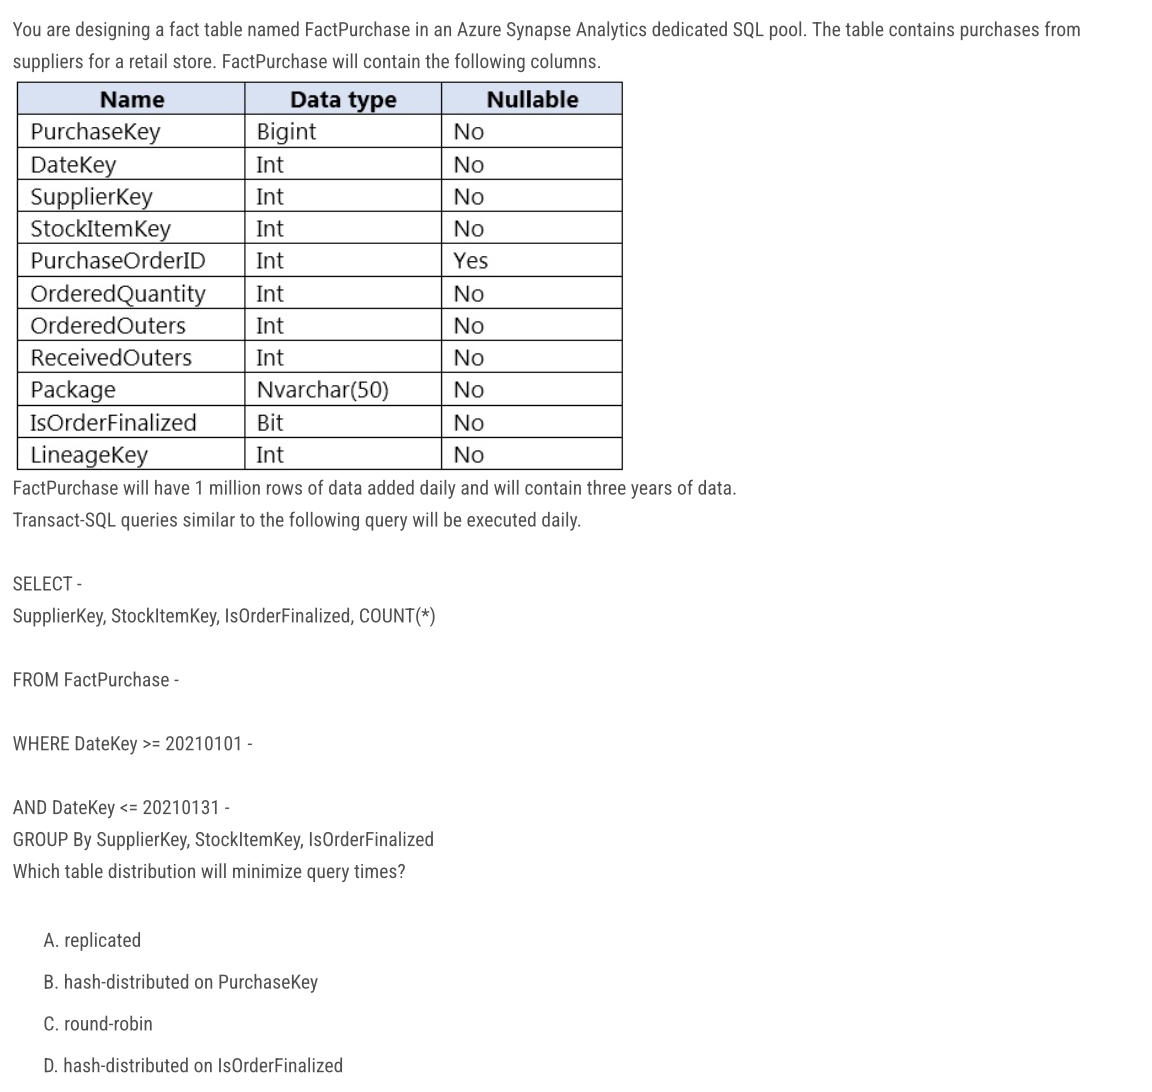 You are designing a fact table named FactPurchase in an Azure Synapse Analytics dedicated SQL pool. The table contains purchases from
suppliers for a retail store. FactPurchase will contain the following columns.
Name Data type Nullable
PurchaseKey Bigint No
DateKey Int No
SupplierKey Int No
StockItemKey Int No
PurchaseOrderID Int Yes
OrderedQuantity Int No
OrderedOuters Int No
ReceivedOuters Int No
Package Nvarchar(50) No
IsOrderFinalized Bit No
LineageKey Int No
FactPurchase will have 1 million rows of data added daily and will contain three years of data.
Transact-SQL queries similar to the following query will be executed daily.
SELECT -
SupplierKey, StockItemKey, IsOrderFinalized, COUNT(*)
FROM FactPurchase -
WHERE DateKey >= 20210101 -
AND DateKey <= 20210131 -
GROUP By SupplierKey, StockItemKey, IsOrderFinalized
Which table distribution will minimize query times?
A. replicated
B. hash-distributed on PurchaseKey
C. round-robin
D. hash-distributed on IsOrderFinalized